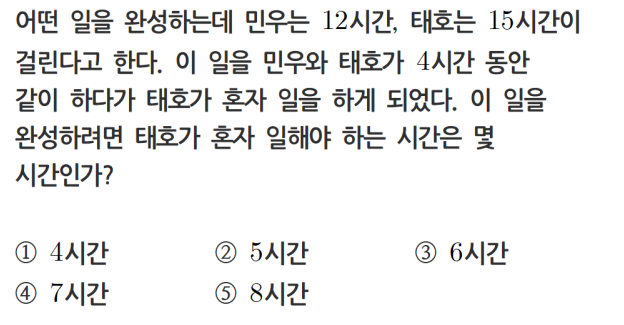 어떤 일을 완성하는데 민우는 12시간, 태호는 15시간이
걸린다고 한다. 이 일을 민우와 태호가 4시간 동안
같이 하다가 태호가 혼자 일을 하게 되었다. 이 일을
완성하려면 태호가 혼자 일해야 하는 시간은 몇
시간인가?
① 4시간 ② 5시간 ③ 6시간
④ 7시간 ⑤ 8시간